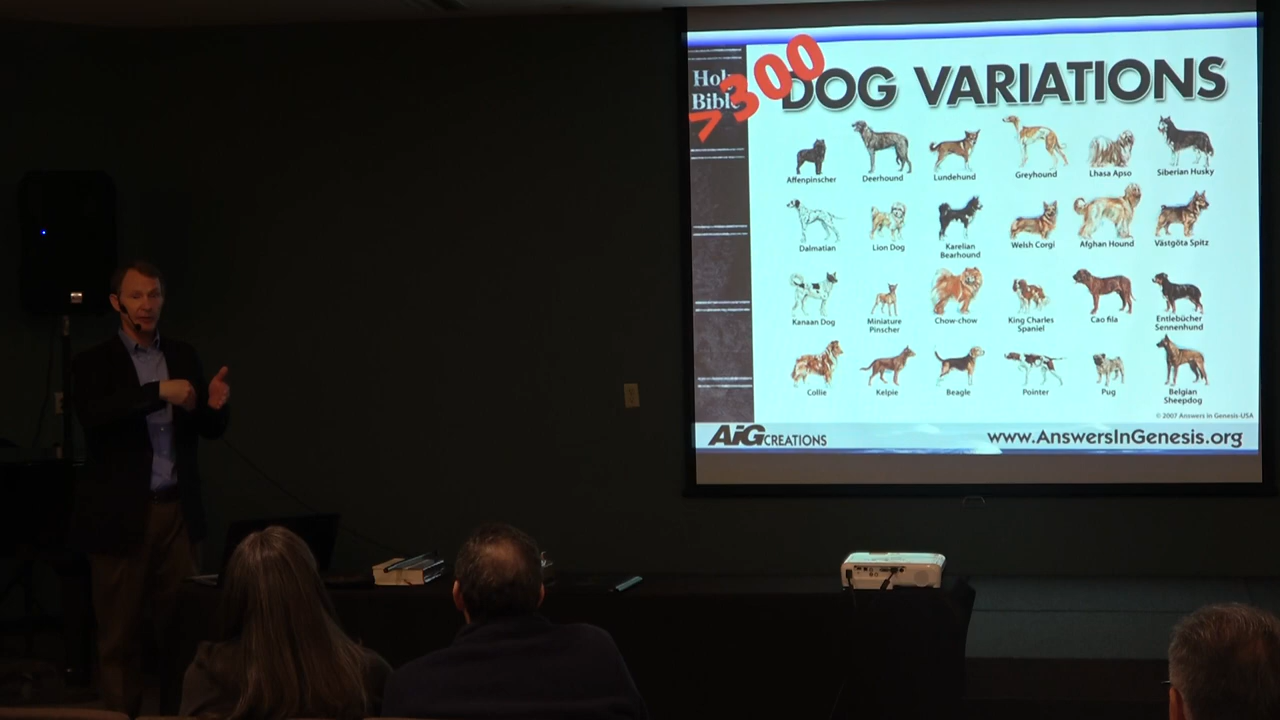 Holy
Bible
>300
DOG VARIATIONS
Affenpinscher
Deerhound
Lundehund
Greyhound
Lhasa Apso
Siberian Husky
Dalmatian
Lion Dog
Karelian
Bearhound
Welsh Corgi
Afghan Hound
Västgöta Spitz
Kanaan Dog
Miniature
Pinscher
Chow-chow
King Charles
Spaniel
Cao fila
Entlebücher
Sennenhund
Collie
Kelpie
Beagle
Pointer
Pug
Belgian
Sheepdog
© 2007 Answers in Genesis-USA
AiG CREATIONS
www.AnswersInGenesis.org